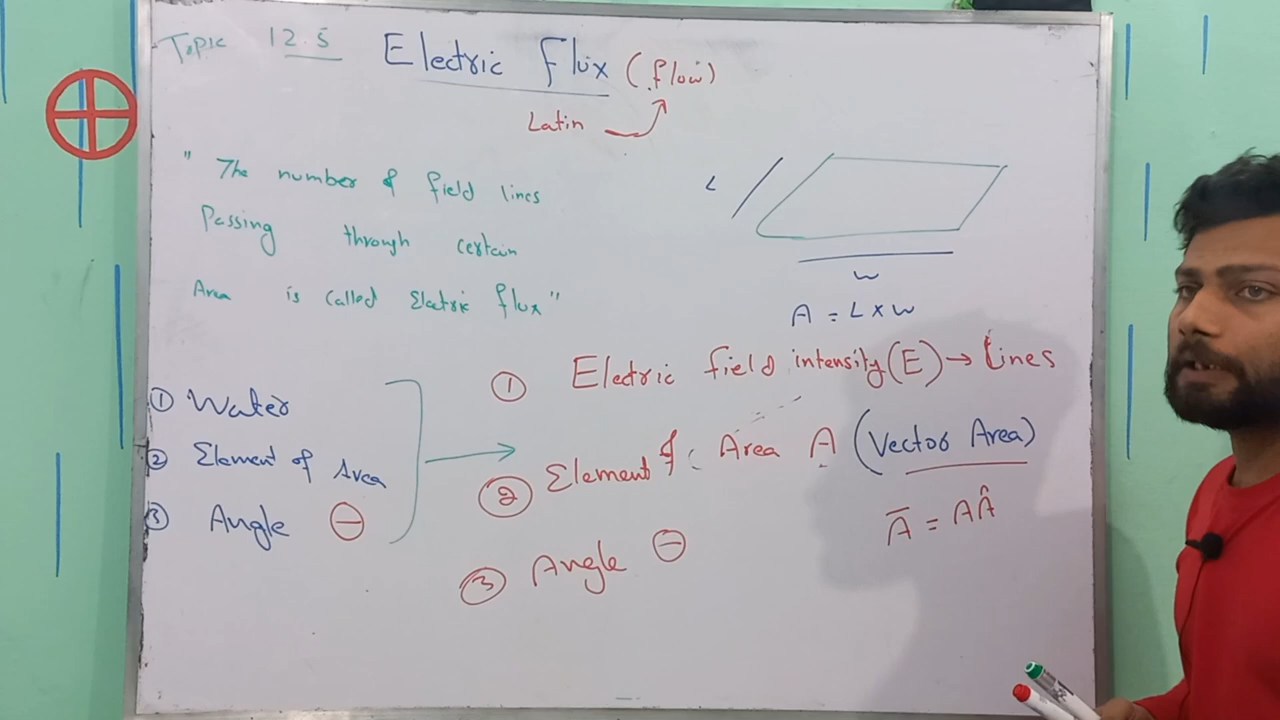 Topic 12.5
Electric Flux (flow)
Latin
" The number of field lines
Passing through certain
Area is called Electric flux "
L
W
A = L x W
① Water
② Element of Area
③ Angle θ
① Electric field intensity (E) → Lines
② Element of Area A (Vector Area)
A̅ = AÂ
③ Angle θ